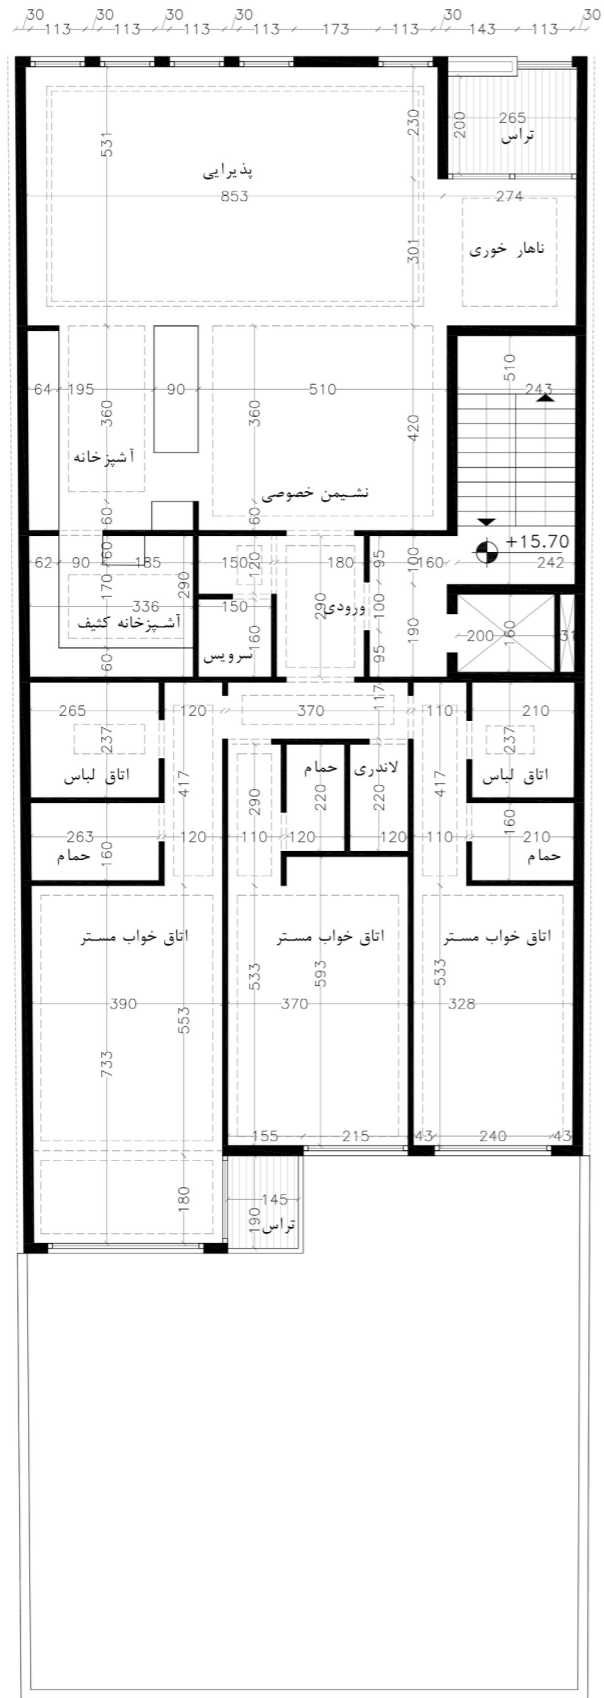 30 30 30 30 30 30
113 113 113 113 173 113 143 113
531
230
200
265
تراس
پذیرایی
853
274
301
ناهار خوری
510
64 195 90 510 243
360
360
420
آشپزخانه
نشیمن خصوصی
60
60
+15.70
62 90 60 185 150 120 180 95 160 100 242
170
290
336
150
290
ورودی
100
190
200
160
31
آشپزخانه کثیف
سرویس
160
60
95
117
265 120 370 110 210
237
237
اتاق لباس
417
290
حمام
لاندری
417
اتاق لباس
220
220
160
263 120 110 120 120 110 210
حمام
160
حمام
اتاق خواب مستر
اتاق خواب مستر
اتاق خواب مستر
533
593
533
390 370 328
553
733
155 215 43 240 43
180
145
190
تراس